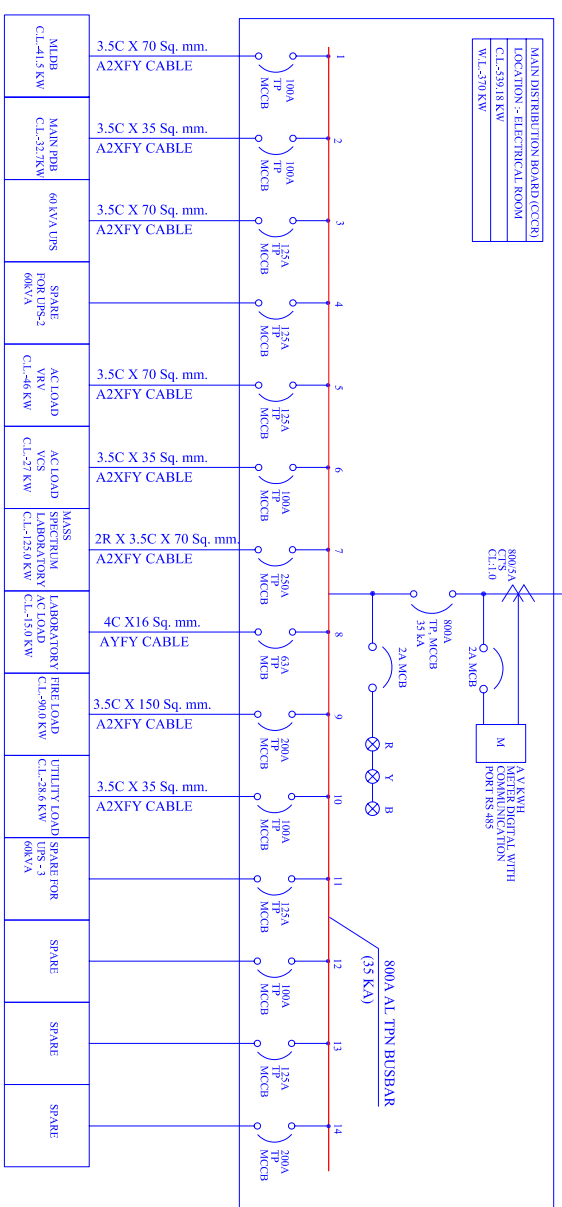 MAIN DISTRIBUTION BOARD (CCCR)
LOCATION :- ELECTRICAL ROOM
C.L.-539.18 KW
W.L.-370 KW
800/5A
CT'S
CL:1.0
2A MCB
M
A V KWH
METER DIGITAL WITH
COMMUNICATION
PORT RS 485
800A
TP, MCCB
35 kA
2A MCB
R
Y
B
800A AL TPN BUSBAR
(35 KA)
1
100A
TP
MCCB
3.5C X 70 Sq. mm.
A2XFY CABLE
MLDB
C.L.-41.5 KW
2
100A
TP
MCCB
3.5C X 35 Sq. mm.
A2XFY CABLE
MAIN PDB
C.L.-32.7KW
3
125A
TP
MCCB
3.5C X 70 Sq. mm.
A2XFY CABLE
60 kVA UPS
4
125A
TP
MCCB
SPARE
FOR UPS-2
60kVA
5
125A
TP
MCCB
3.5C X 70 Sq. mm.
A2XFY CABLE
AC LOAD
VRV
C.L.-46 KW
6
100A
TP
MCCB
3.5C X 35 Sq. mm.
A2XFY CABLE
AC LOAD
VCS
C.L.-27 KW
7
250A
TP
MCCB
2R X 3.5C X 70 Sq. mm.
A2XFY CABLE
MASS
SPECTRUM
LABORATORY
C.L.-125.0 KW
8
63A
TP
MCB
4C X16 Sq. mm.
AYFY CABLE
LABORATORY
AC LOAD
C.L.-15.0 KW
9
200A
TP
MCCB
3.5C X 150 Sq. mm.
A2XFY CABLE
FIRE LOAD
C.L.-90.0 KW
10
100A
TP
MCCB
3.5C X 35 Sq. mm.
A2XFY CABLE
UTILITY LOAD
C.L.-28.6 KW
11
125A
TP
MCCB
SPARE FOR
UPS - 3
60kVA
12
100A
TP
MCCB
SPARE
13
125A
TP
MCCB
SPARE
14
200A
TP
MCCB
SPARE